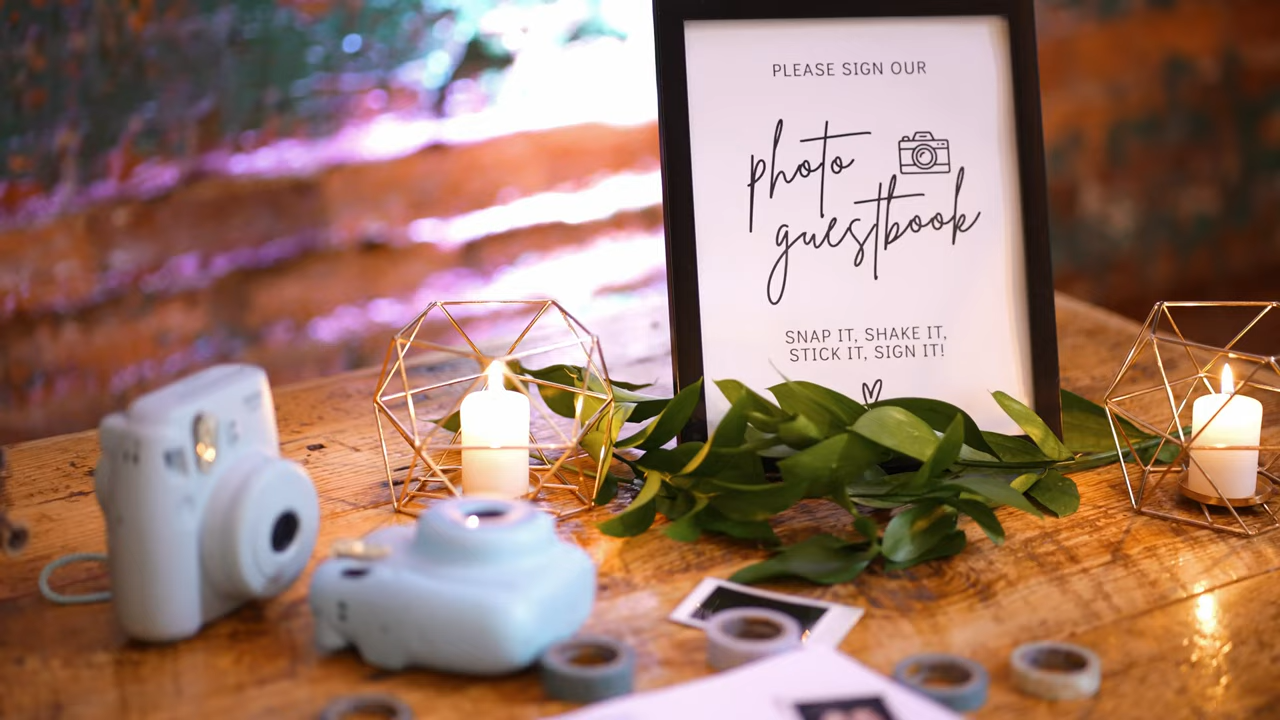 PLEASE SIGN OUR
photo
guestbook
SNAP IT, SHAKE IT,
STICK IT, SIGN IT!